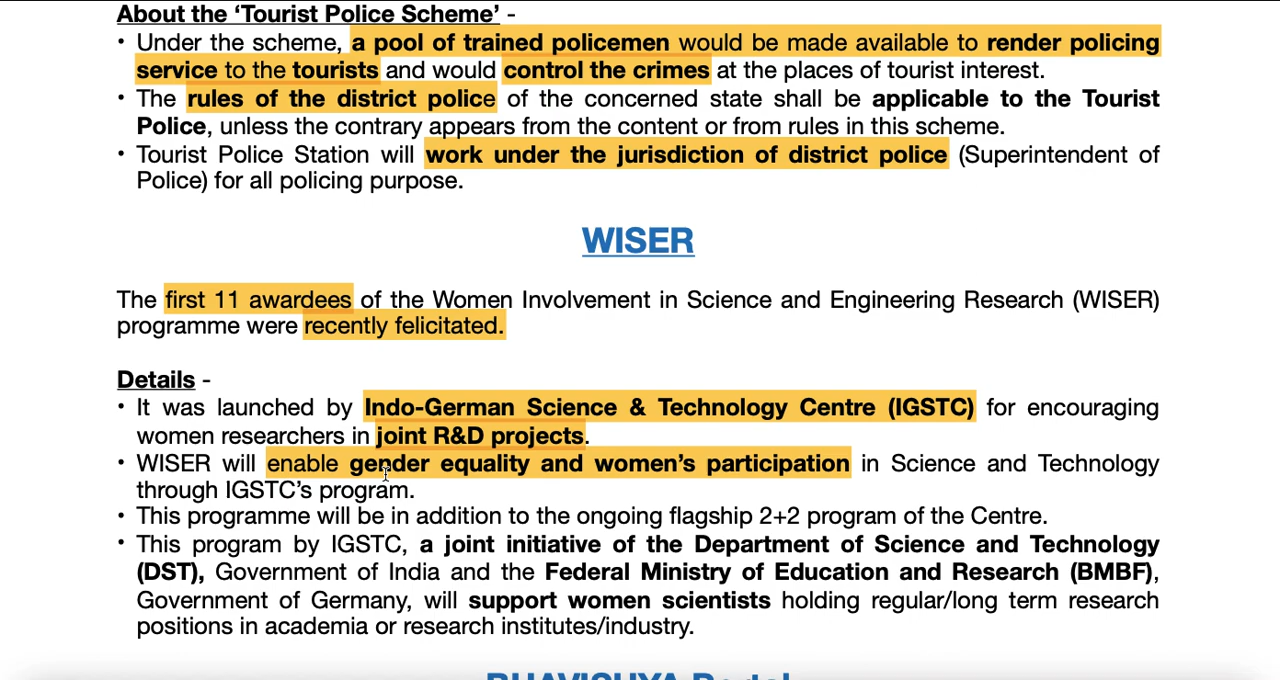 About the ‘Tourist Police Scheme’ -
• Under the scheme, a pool of trained policemen would be made available to render policing
service to the tourists and would control the crimes at the places of tourist interest.
• The rules of the district police of the concerned state shall be applicable to the Tourist
Police, unless the contrary appears from the content or from rules in this scheme.
• Tourist Police Station will work under the jurisdiction of district police (Superintendent of
Police) for all policing purpose.
WISER
The first 11 awardees of the Women Involvement in Science and Engineering Research (WISER)
programme were recently felicitated.
Details -
• It was launched by Indo-German Science & Technology Centre (IGSTC) for encouraging
women researchers in joint R&D projects.
• WISER will enable gender equality and women’s participation in Science and Technology
through IGSTC’s program.
• This programme will be in addition to the ongoing flagship 2+2 program of the Centre.
• This program by IGSTC, a joint initiative of the Department of Science and Technology
(DST), Government of India and the Federal Ministry of Education and Research (BMBF),
Government of Germany, will support women scientists holding regular/long term research
positions in academia or research institutes/industry.
BHAVISHYA Portal